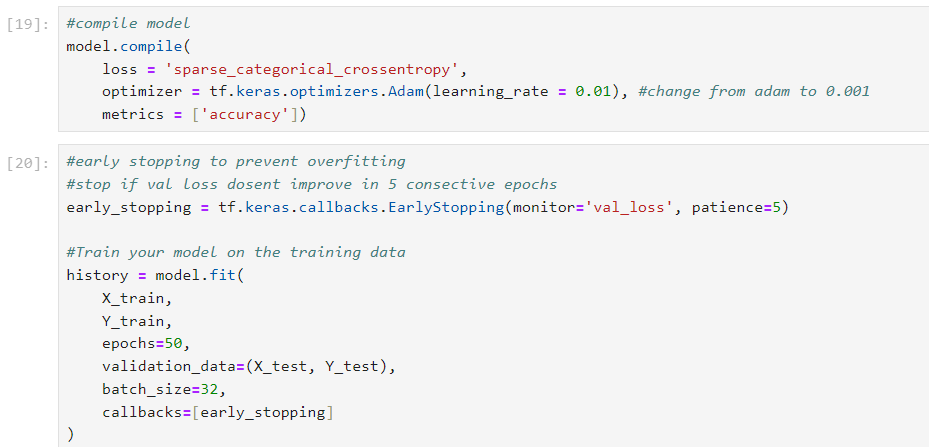 [19]: #compile model
model.compile(
    loss = 'sparse_categorical_crossentropy',
    optimizer = tf.keras.optimizers.Adam(learning_rate = 0.01), #change from adam to 0.001
    metrics = ['accuracy'])
[20]: #early stopping to prevent overfitting
#stop if val loss dosent improve in 5 consective epochs
early_stopping = tf.keras.callbacks.EarlyStopping(monitor='val_loss', patience=5)

#Train your model on the training data
history = model.fit(
    X_train,
    Y_train,
    epochs=50,
    validation_data=(X_test, Y_test),
    batch_size=32,
    callbacks=[early_stopping]
)